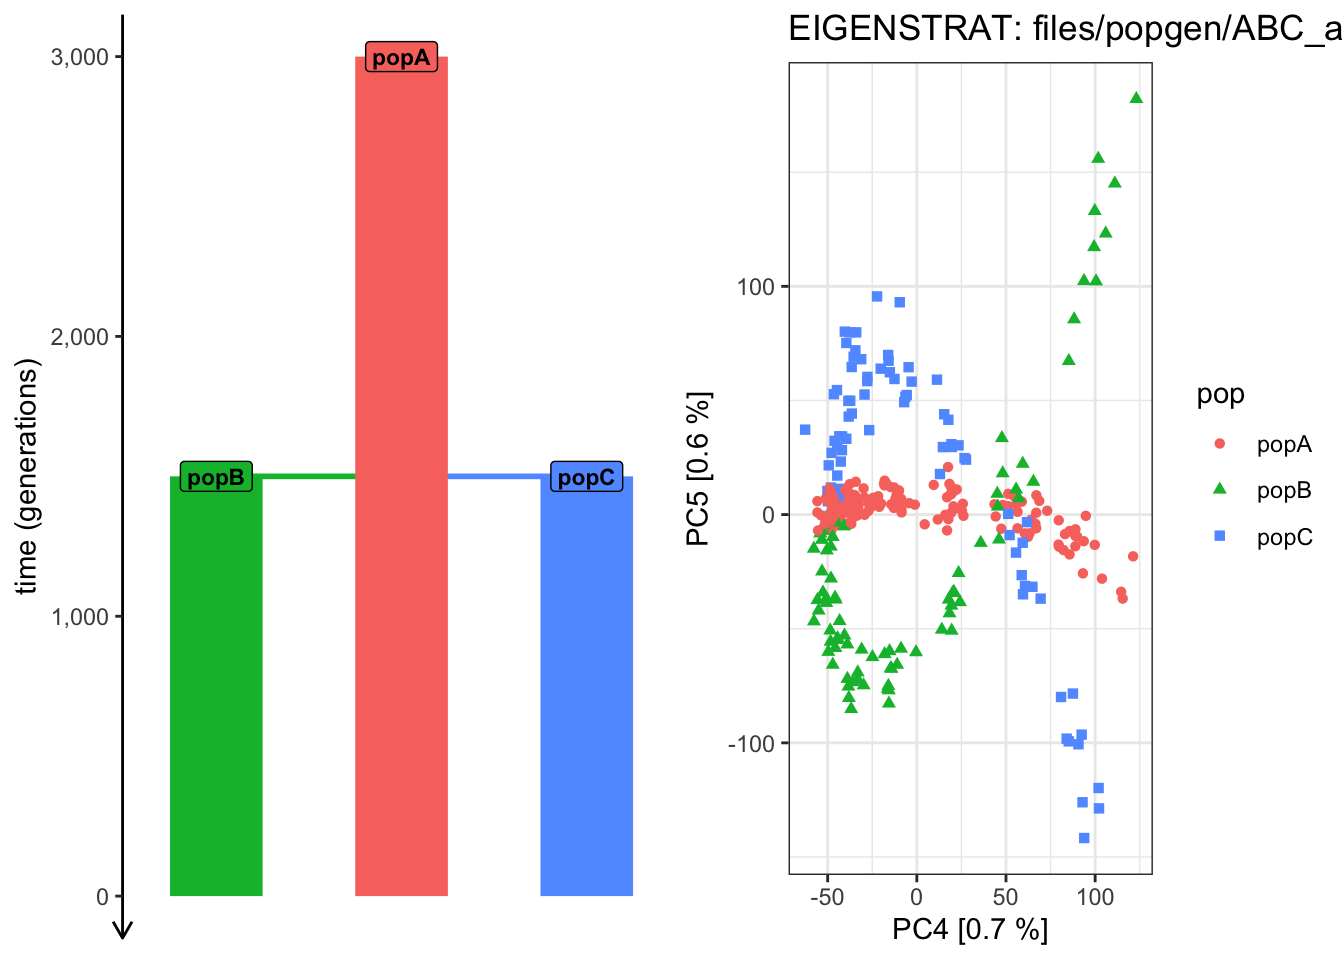 time (generations)
3,000
2,000
1,000
0
popA
popB
popC
EIGENSTRAT: files/popgen/ABC_a
PC5 [0.6 %]
100
0
-100
-50 0 50 100
PC4 [0.7 %]
pop
popA
popB
popC